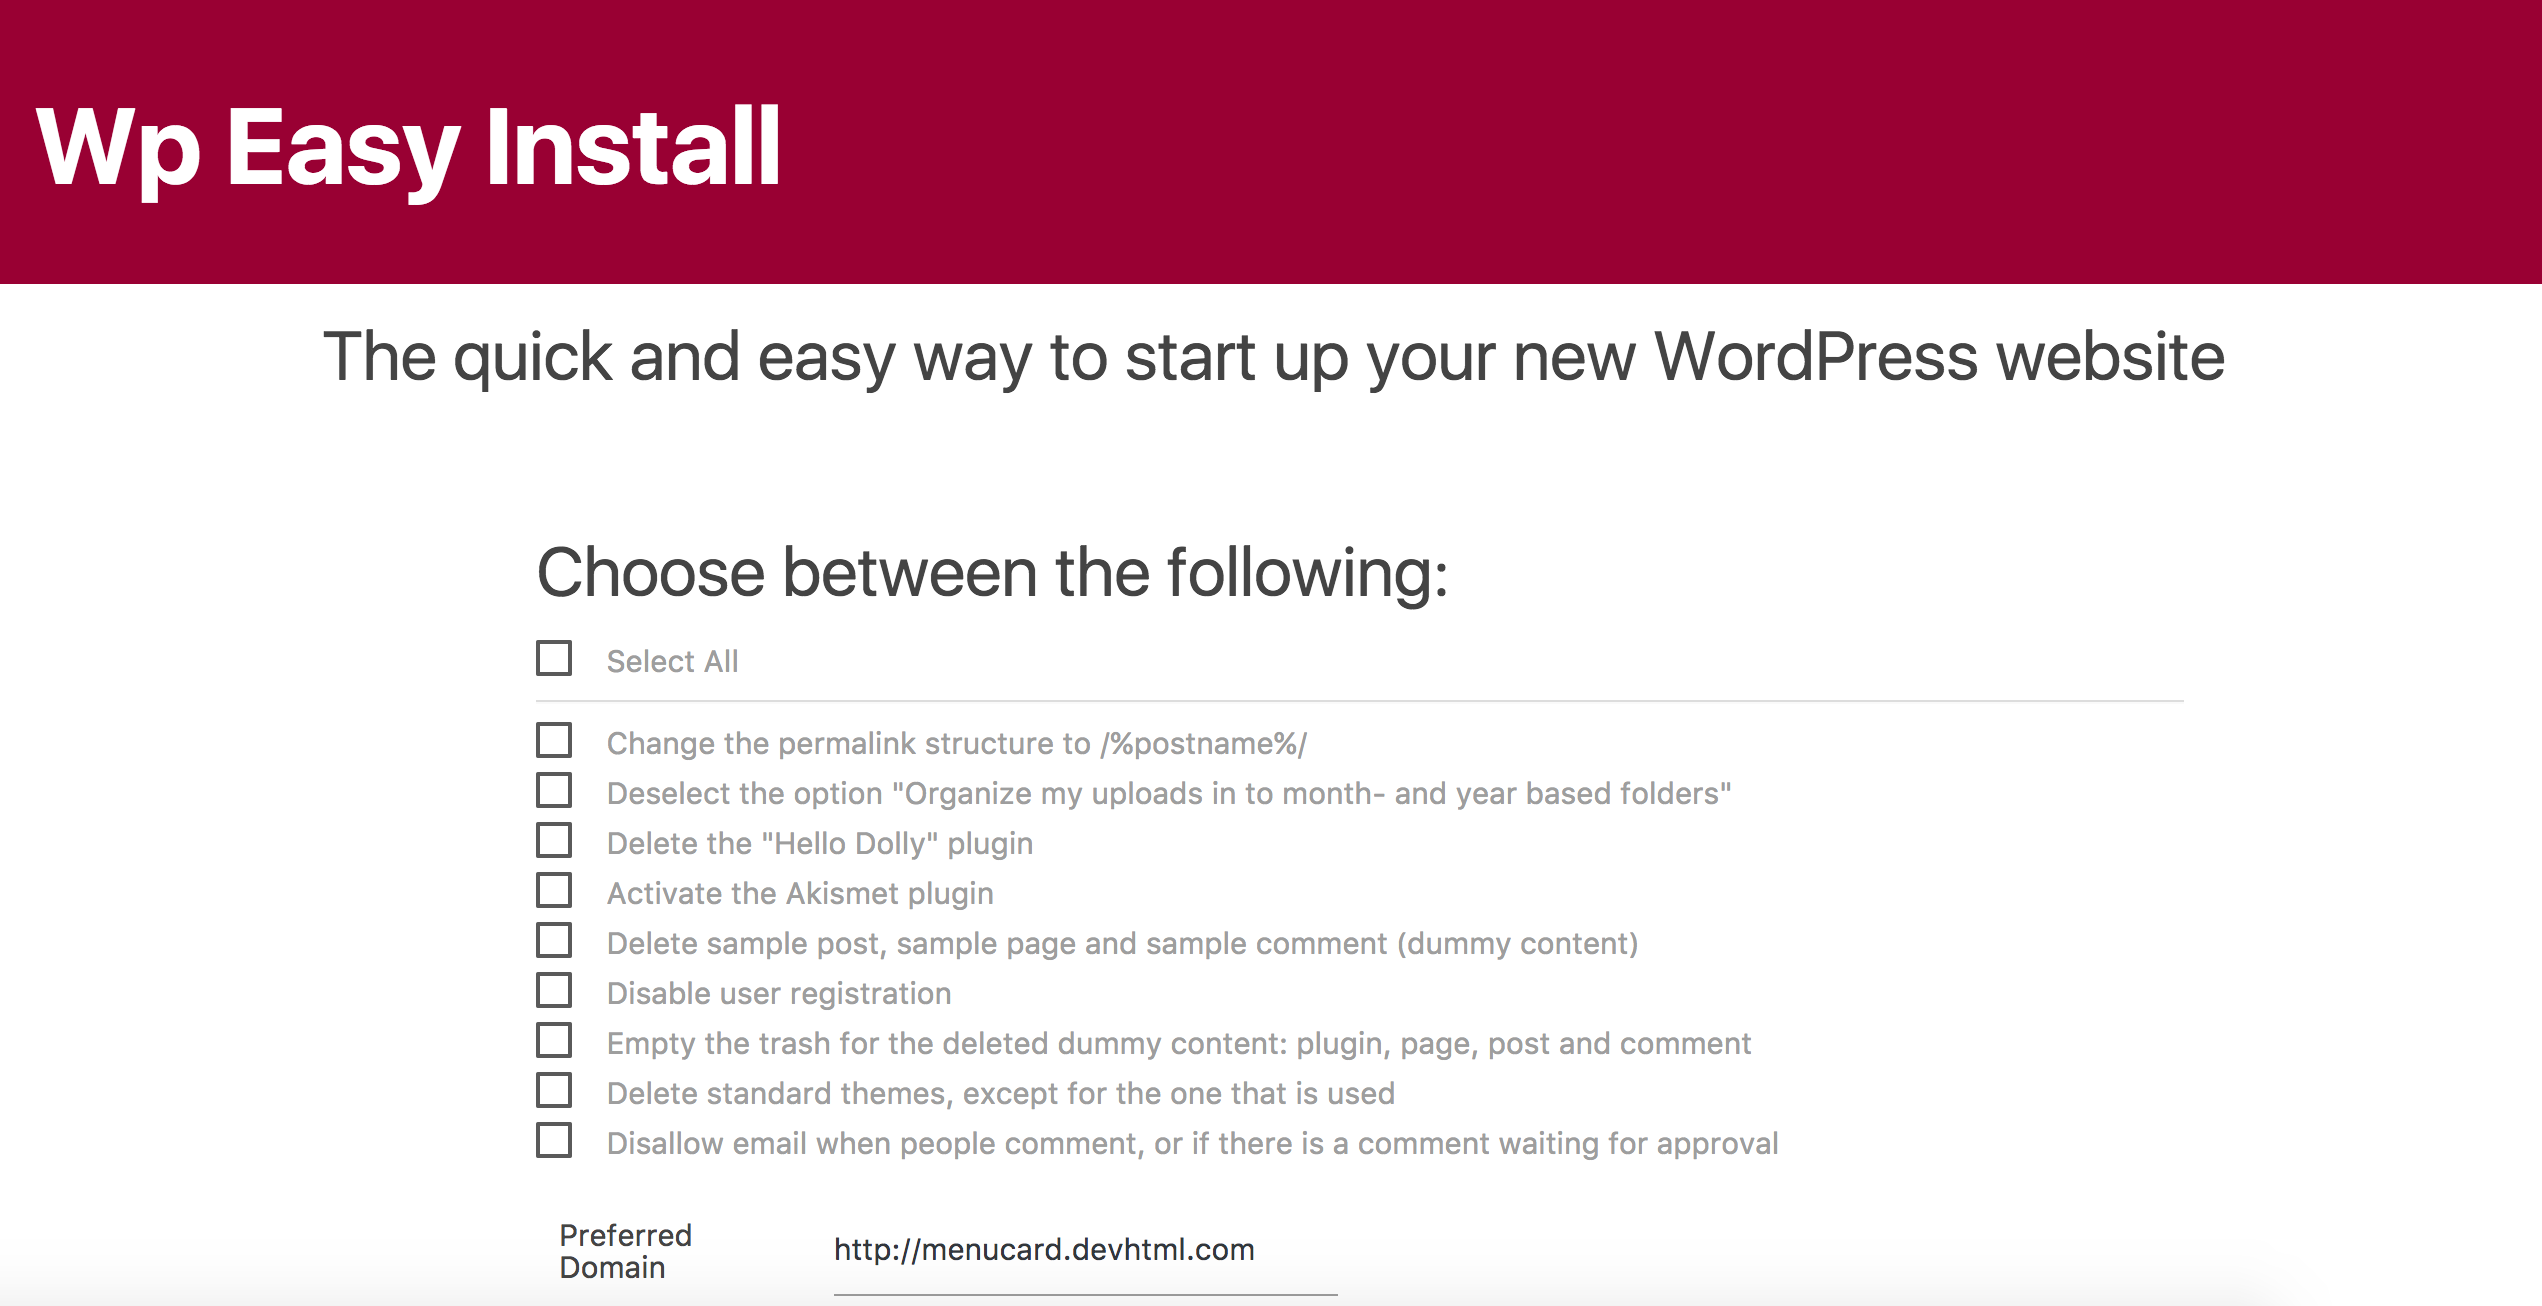 Wp Easy Install
The quick and easy way to start up your new WordPress website
Choose between the following:
Select All
Change the permalink structure to /%postname%/
Deselect the option "Organize my uploads in to month- and year based folders"
Delete the "Hello Dolly" plugin
Activate the Akismet plugin
Delete sample post, sample page and sample comment (dummy content)
Disable user registration
Empty the trash for the deleted dummy content: plugin, page, post and comment
Delete standard themes, except for the one that is used
Disallow email when people comment, or if there is a comment waiting for approval
Preferred
Domain
http://menucard.devhtml.com